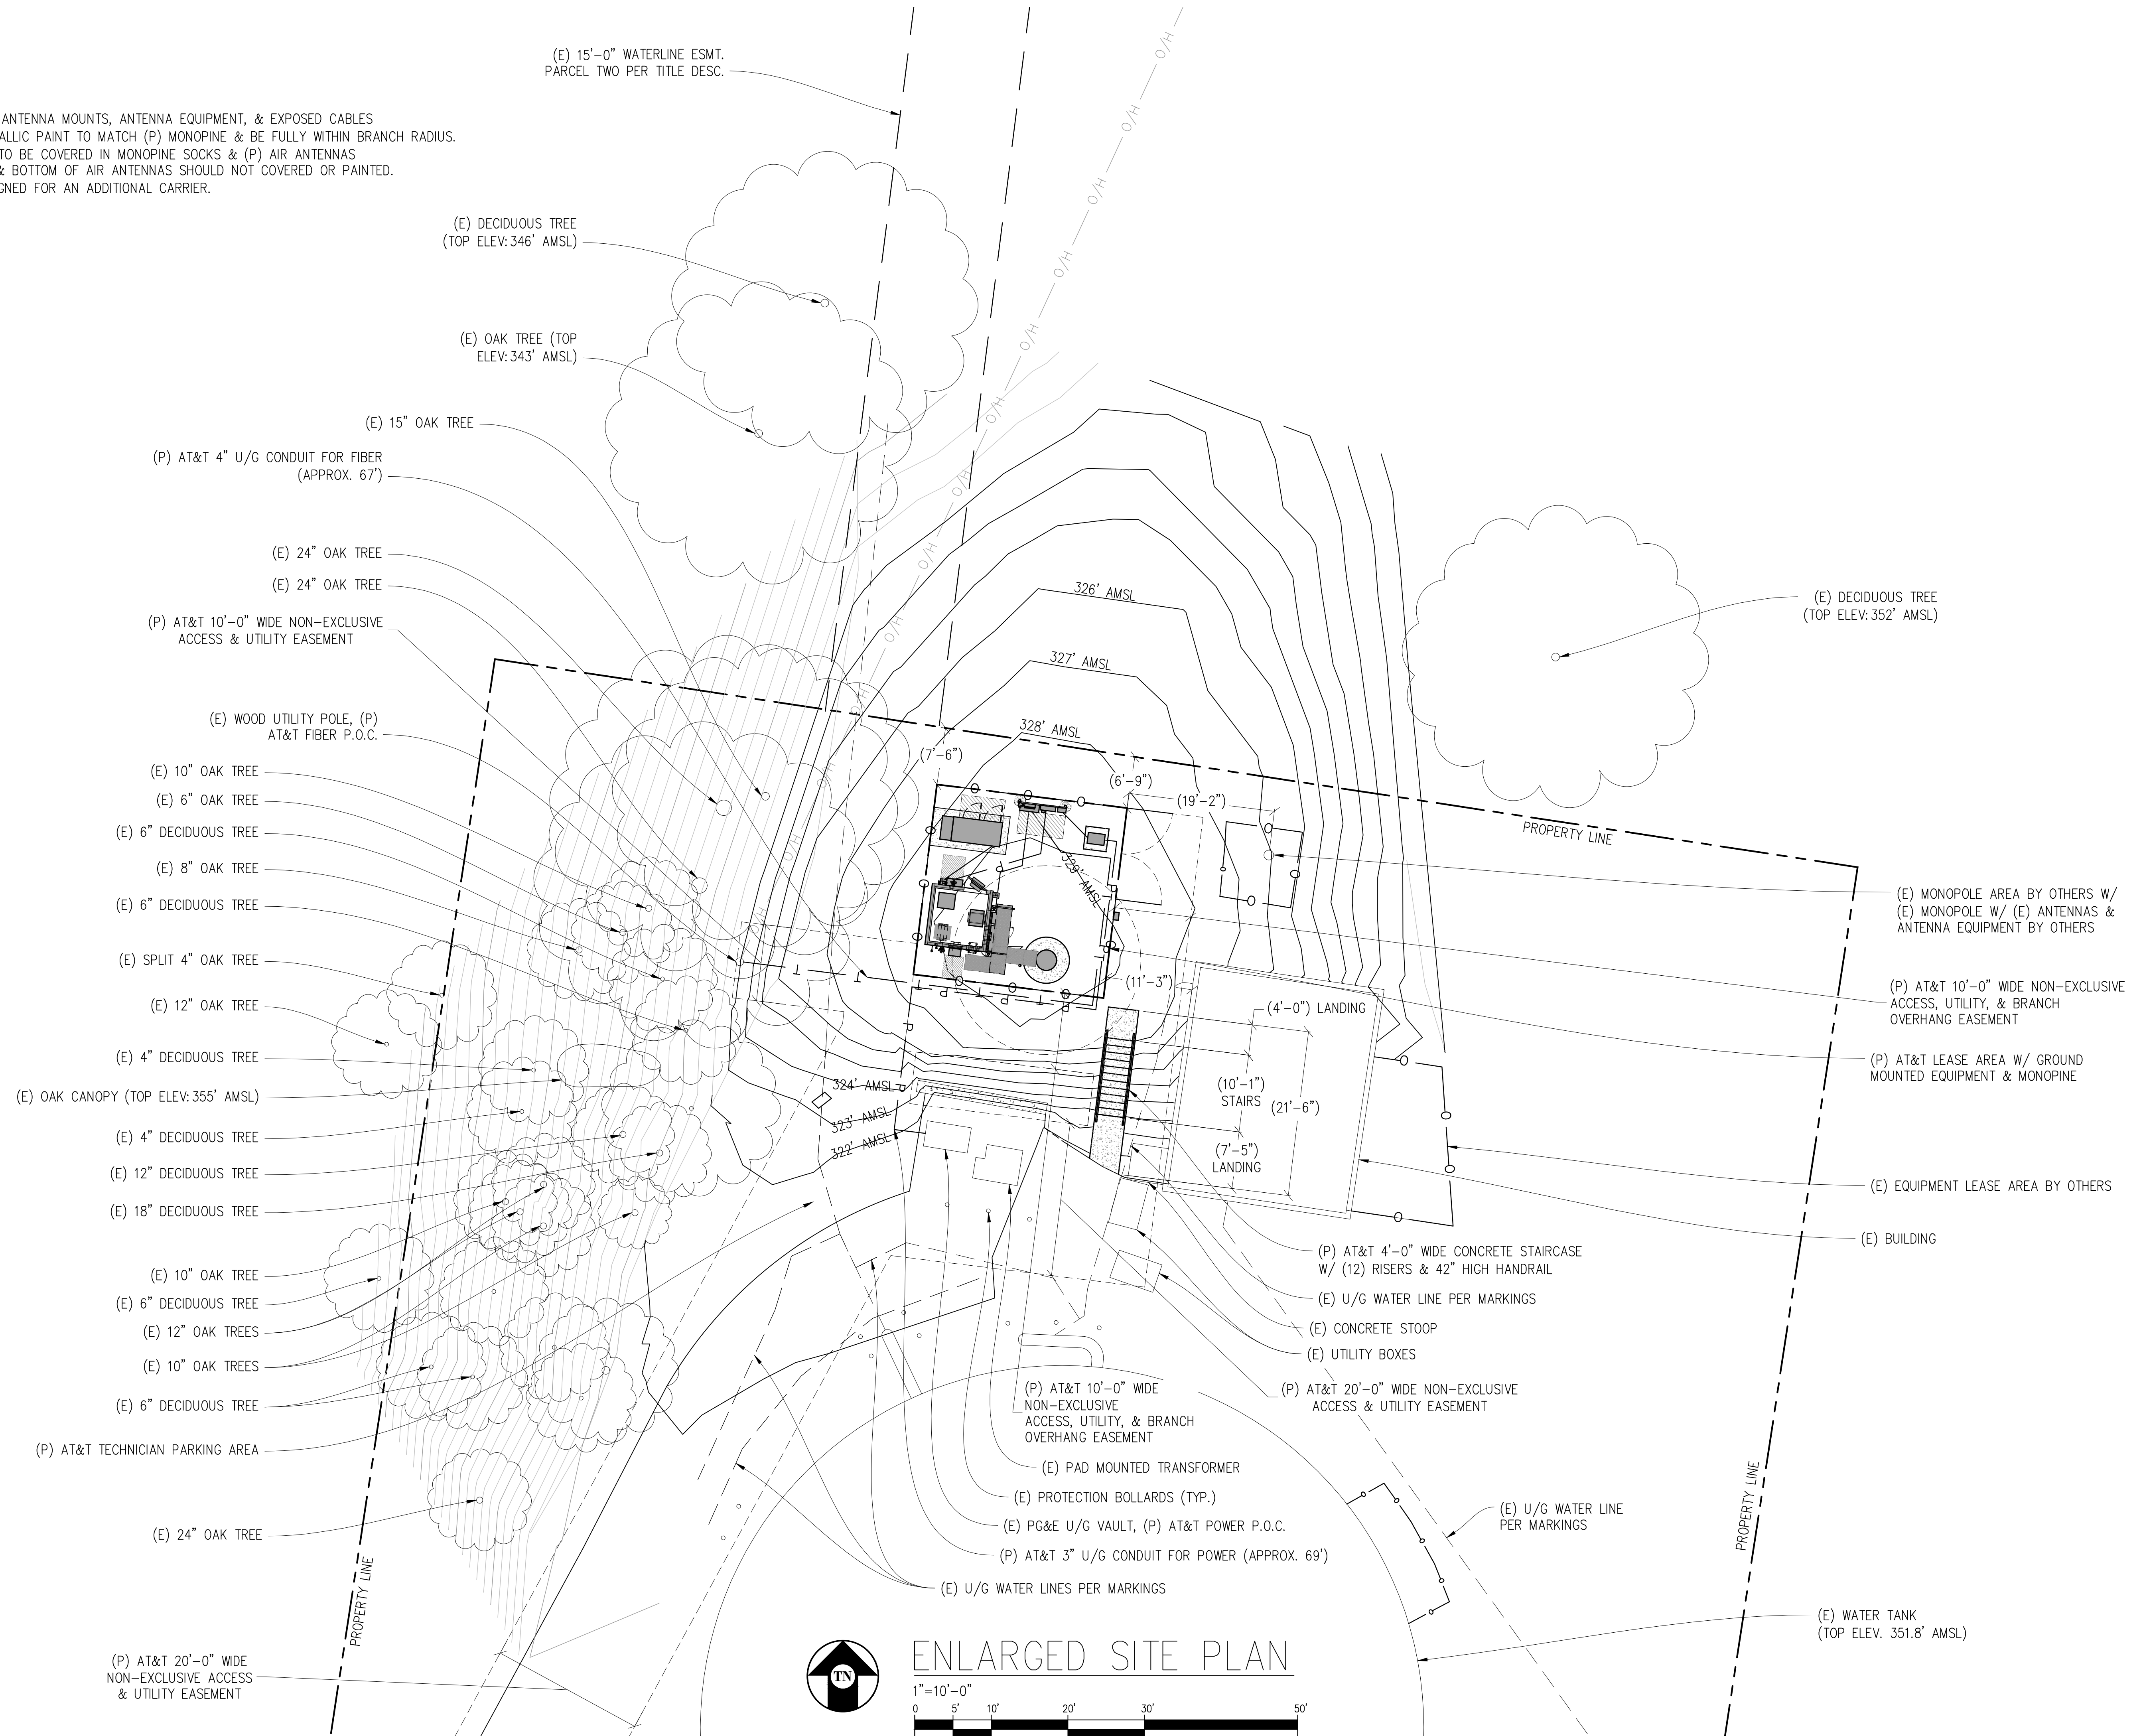 (E) 15'-0" WATERLINE ESMT.
PARCEL TWO PER TITLE DESC.
ANTENNA MOUNTS, ANTENNA EQUIPMENT, & EXPOSED CABLES
ALLIC PAINT TO MATCH (P) MONOPINE & BE FULLY WITHIN BRANCH RADIUS.
TO BE COVERED IN MONOPINE SOCKS & (P) AIR ANTENNAS
& BOTTOM OF AIR ANTENNAS SHOULD NOT COVERED OR PAINTED.
GNED FOR AN ADDITIONAL CARRIER.
(E) DECIDUOUS TREE
(TOP ELEV: 346' AMSL)
(E) OAK TREE (TOP
ELEV: 343' AMSL)
(E) 15" OAK TREE
(P) AT&T 4" U/G CONDUIT FOR FIBER
(APPROX. 67')
(E) 24" OAK TREE
(E) 24" OAK TREE
(P) AT&T 10'-0" WIDE NON-EXCLUSIVE
ACCESS & UTILITY EASEMENT
(E) WOOD UTILITY POLE, (P)
AT&T FIBER P.O.C.
(E) 10" OAK TREE
(E) 6" OAK TREE
(E) 6" DECIDUOUS TREE
(E) 8" OAK TREE
(E) 6" DECIDUOUS TREE
(E) SPLIT 4" OAK TREE
(E) 12" OAK TREE
(E) 4" DECIDUOUS TREE
(E) OAK CANOPY (TOP ELEV: 355' AMSL)
(E) 4" DECIDUOUS TREE
(E) 12" DECIDUOUS TREE
(E) 18" DECIDUOUS TREE
(E) 10" OAK TREE
(E) 6" DECIDUOUS TREE
(E) 12" OAK TREES
(E) 10" OAK TREES
(E) 6" DECIDUOUS TREE
(P) AT&T TECHNICIAN PARKING AREA
(E) 24" OAK TREE
PROPERTY LINE
(P) AT&T 20'-0" WIDE
NON-EXCLUSIVE ACCESS
& UTILITY EASEMENT
O/H
O/H
O/H
O/H
O/H
O/H
O/H
O/H
O/H
O/H
O/H
O/H
O/H
326' AMSL
327' AMSL
328' AMSL
329' AMSL
324' AMSL
323' AMSL
322' AMSL
(7'-6")
(6'-9")
(19'-2")
(11'-3")
(4'-0") LANDING
(10'-1")
STAIRS
(21'-6")
(7'-5")
LANDING
PROPERTY LINE
(E) DECIDUOUS TREE
(TOP ELEV: 352' AMSL)
(E) MONOPOLE AREA BY OTHERS W/
(E) MONOPOLE W/ (E) ANTENNAS &
ANTENNA EQUIPMENT BY OTHERS
(P) AT&T 10'-0" WIDE NON-EXCLUSIVE
ACCESS, UTILITY, & BRANCH
OVERHANG EASEMENT
(P) AT&T LEASE AREA W/ GROUND
MOUNTED EQUIPMENT & MONOPINE
(E) EQUIPMENT LEASE AREA BY OTHERS
(E) BUILDING
(P) AT&T 4'-0" WIDE CONCRETE STAIRCASE
W/ (12) RISERS & 42" HIGH HANDRAIL
(E) U/G WATER LINE PER MARKINGS
(E) CONCRETE STOOP
(E) UTILITY BOXES
(P) AT&T 20'-0" WIDE NON-EXCLUSIVE
ACCESS & UTILITY EASEMENT
(P) AT&T 10'-0" WIDE
NON-EXCLUSIVE
ACCESS, UTILITY, & BRANCH
OVERHANG EASEMENT
(E) PAD MOUNTED TRANSFORMER
(E) PROTECTION BOLLARDS (TYP.)
(E) PG&E U/G VAULT, (P) AT&T POWER P.O.C.
(P) AT&T 3" U/G CONDUIT FOR POWER (APPROX. 69')
(E) U/G WATER LINES PER MARKINGS
(E) U/G WATER LINE
PER MARKINGS
PROPERTY LINE
(E) WATER TANK
(TOP ELEV. 351.8' AMSL)
TN
ENLARGED SITE PLAN
1"=10'-0"
0 5' 10' 20' 30' 50'